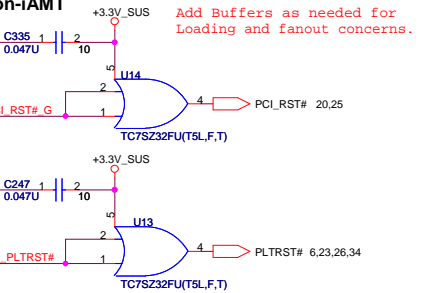 on-iAMT
+3.3V_SUS
Add Buffers as needed for
Loading and fanout concerns.
C335 1 2
0.047U 10
5
U14
2
4 PCI_RST# 20,25
I_RST#_G 1
TC7SZ32FU(T5L,F,T)
+3.3V_SUS
C247 1 2
0.047U 10
5
U13
2
4 PLTRST# 6,23,26,34
_PLTRST# 1
TC7SZ32FU(T5L,F,T)